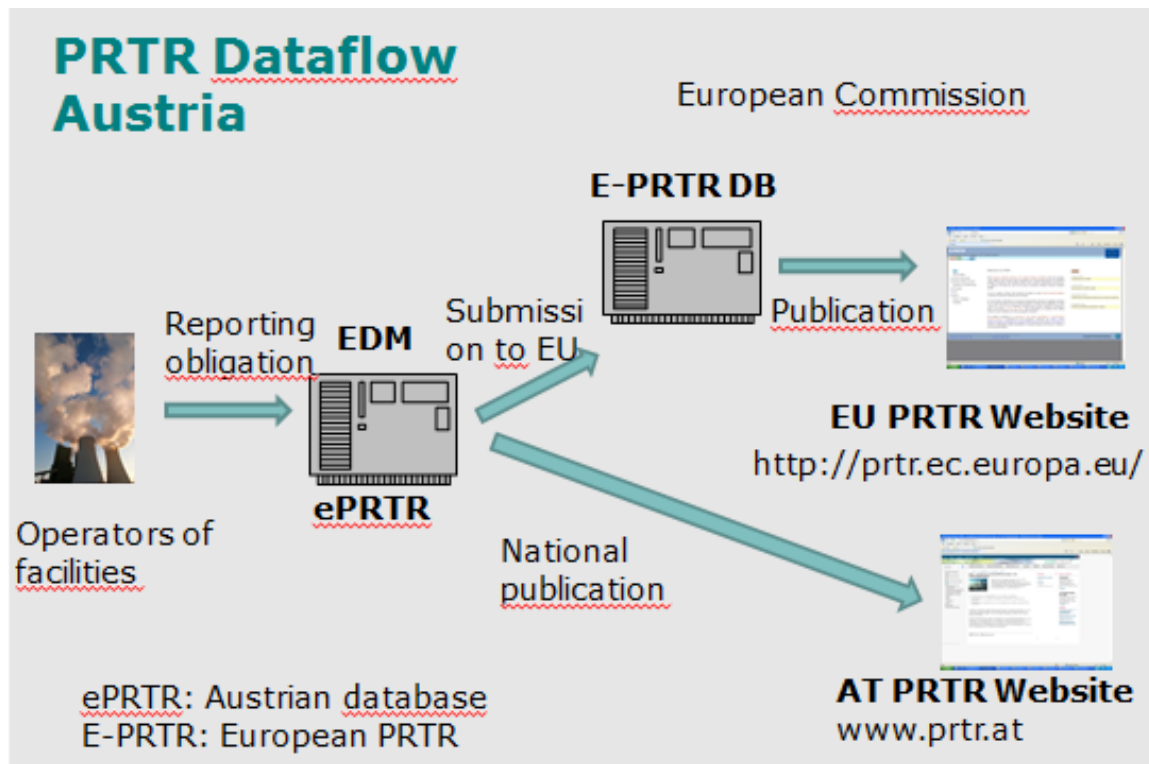 PRTR Dataflow
Austria
European Commission
E-PRTR DB
Reporting
obligation
EDM
Submissi
on to EU
Publication
ePRTR
EU PRTR Website
http://prtr.ec.europa.eu/
Operators of
facilities
National
publication
AT PRTR Website
www.prtr.at
ePRTR: Austrian database
E-PRTR: European PRTR